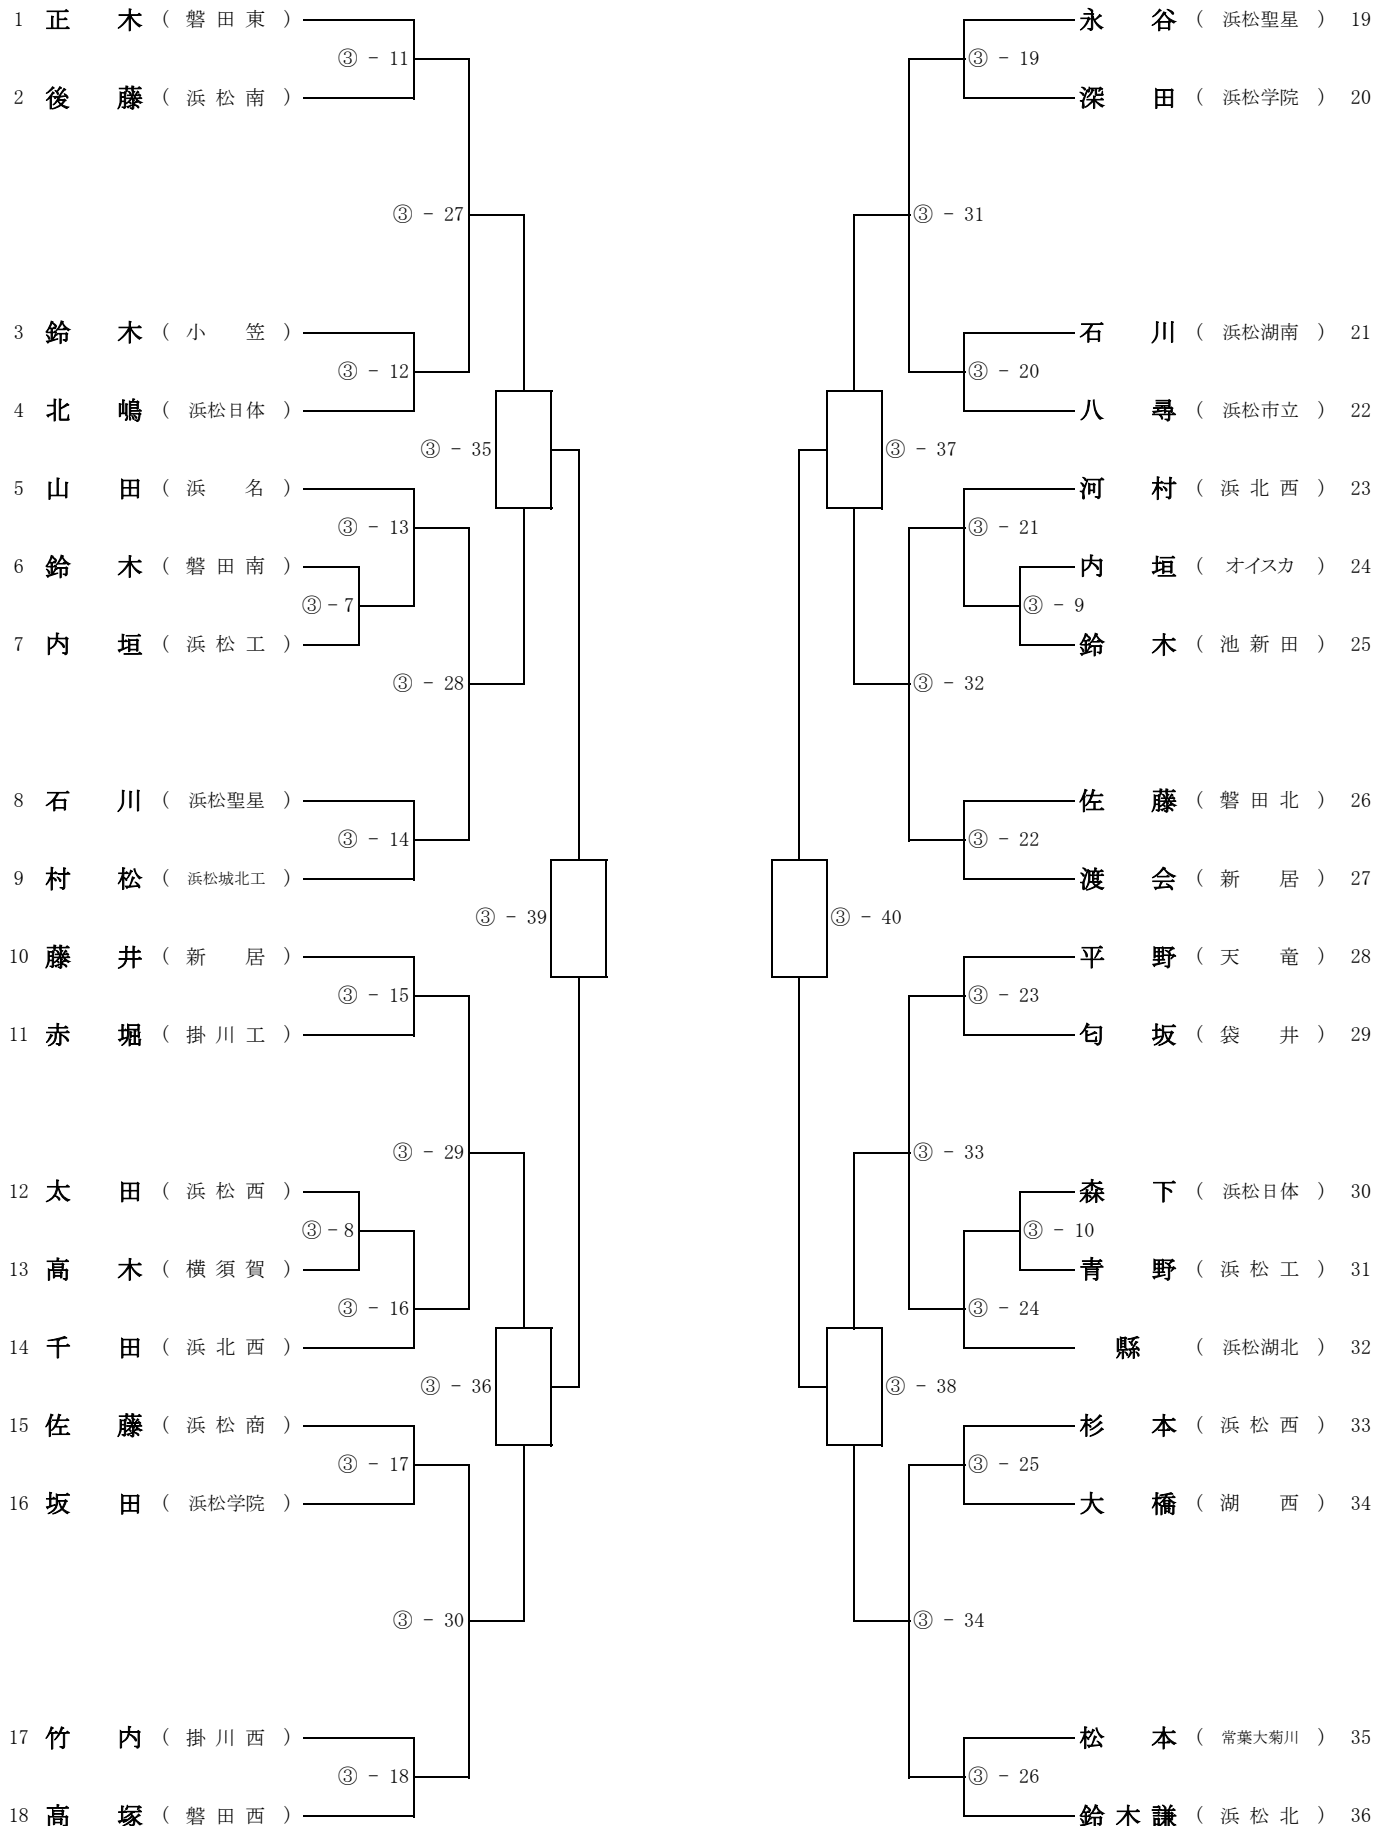 1 正木 ( 磐田東 ) 永谷 ( 浜松聖星 ) 19
③ - 11 ③ - 19
2 後藤 ( 浜松南 ) 深田 ( 浜松学院 ) 20
③ - 27 ③ - 31
3 鈴木 ( 小笠 ) 石川 ( 浜松湖南 ) 21
③ - 12 ③ - 20
4 北嶋 ( 浜松日体 ) 八尋 ( 浜松市立 ) 22
③ - 35 ③ - 37
5 山田 ( 浜名 ) 河村 ( 浜北西 ) 23
③ - 13 ③ - 21
6 鈴木 ( 磐田南 ) 内垣 ( オイスカ ) 24
③ - 7 ③ - 9
7 内垣 ( 浜松工 ) 鈴木 ( 池新田 ) 25
③ - 28 ③ - 32
8 石川 ( 浜松聖星 ) 佐藤 ( 磐田北 ) 26
③ - 14 ③ - 22
9 村松 ( 浜松城北工 ) 渡会 ( 新居 ) 27
③ - 39 ③ - 40
10 藤井 ( 新居 ) 平野 ( 天竜 ) 28
③ - 15 ③ - 23
11 赤堀 ( 掛川工 ) 匂坂 ( 袋井 ) 29
③ - 29 ③ - 33
12 太田 ( 浜松西 ) 森下 ( 浜松日体 ) 30
③ - 8 ③ - 10
13 髙木 ( 横須賀 ) 青野 ( 浜松工 ) 31
③ - 16 ③ - 24
14 千田 ( 浜北西 ) 縣 ( 浜松湖北 ) 32
③ - 36 ③ - 38
15 佐藤 ( 浜松商 ) 杉本 ( 浜松西 ) 33
③ - 17 ③ - 25
16 坂田 ( 浜松学院 ) 大橋 ( 湖西 ) 34
③ - 30 ③ - 34
17 竹内 ( 掛川西 ) 松本 ( 常葉大菊川 ) 35
③ - 18 ③ - 26
18 髙塚 ( 磐田西 ) 鈴木謙 ( 浜松北 ) 36